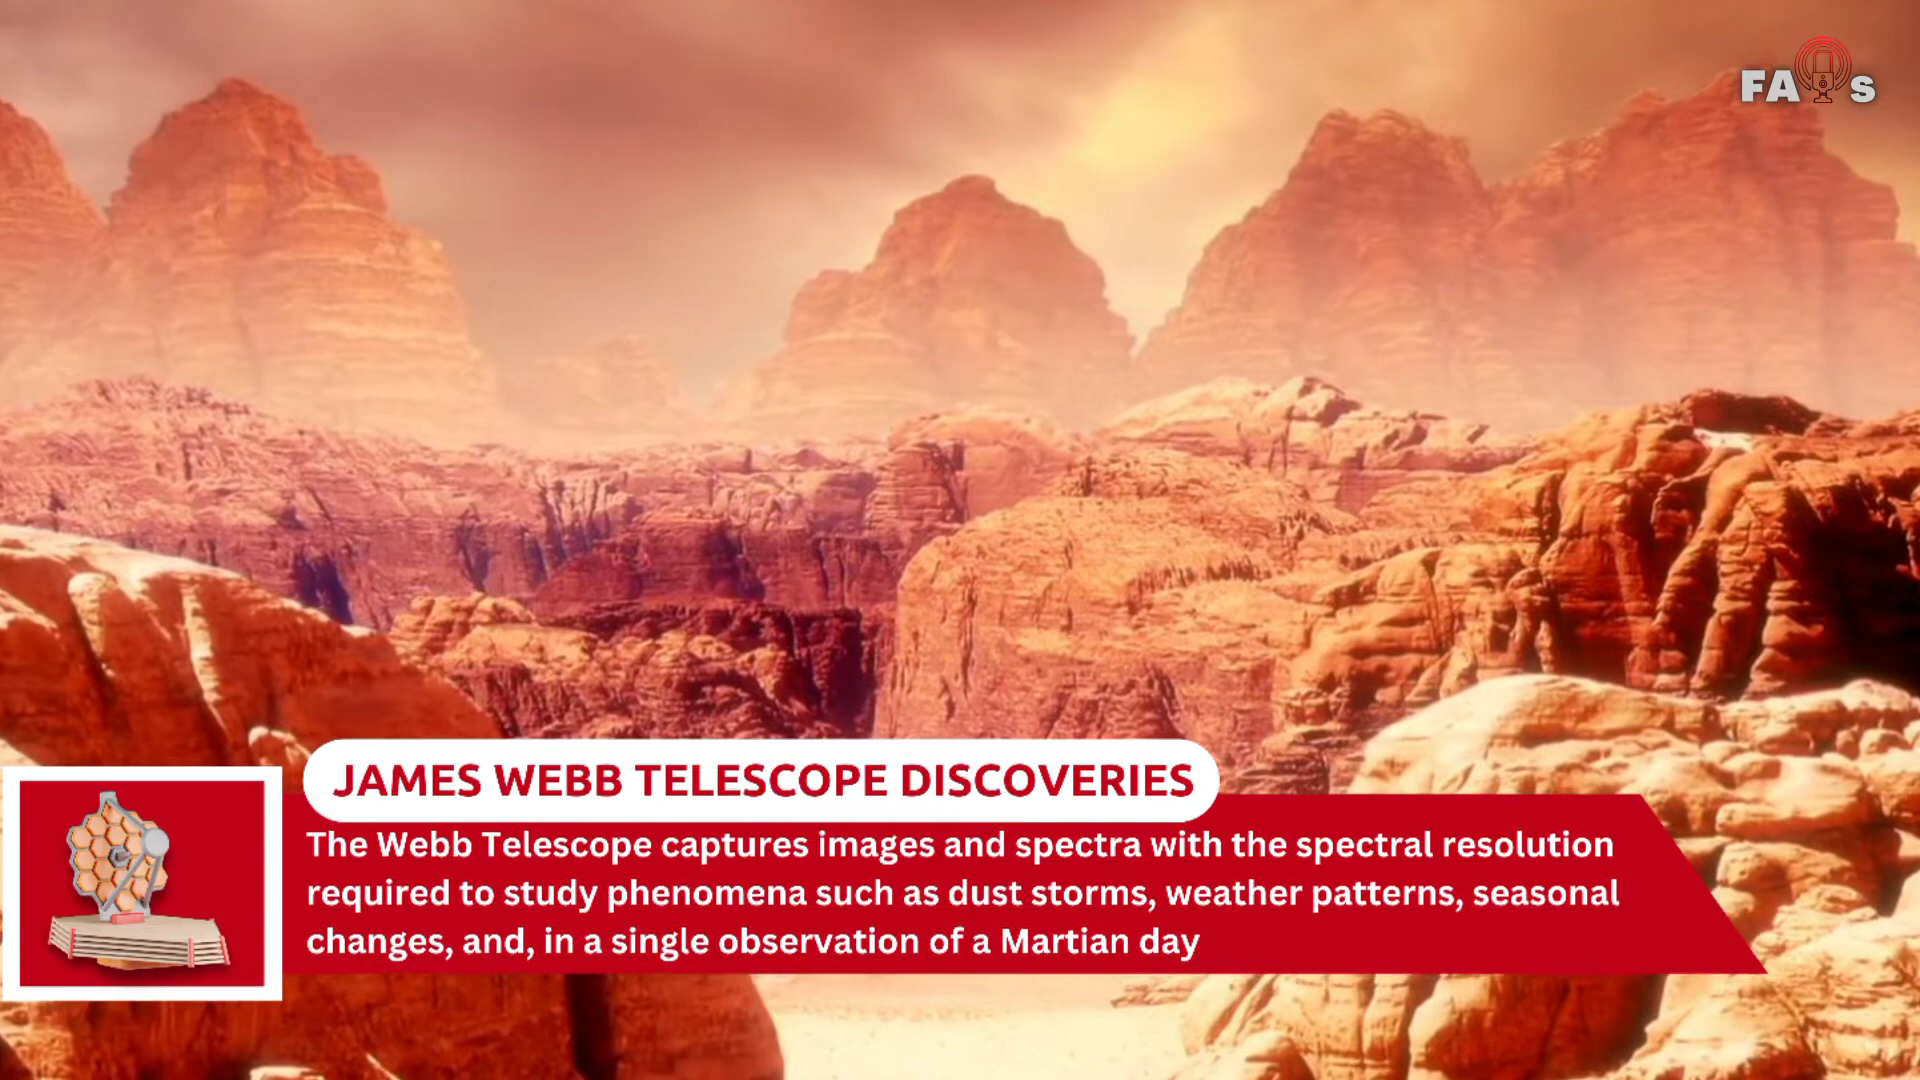 FAQs
JAMES WEBB TELESCOPE DISCOVERIES
The Webb Telescope captures images and spectra with the spectral resolution
required to study phenomena such as dust storms, weather patterns, seasonal
changes, and, in a single observation of a Martian day